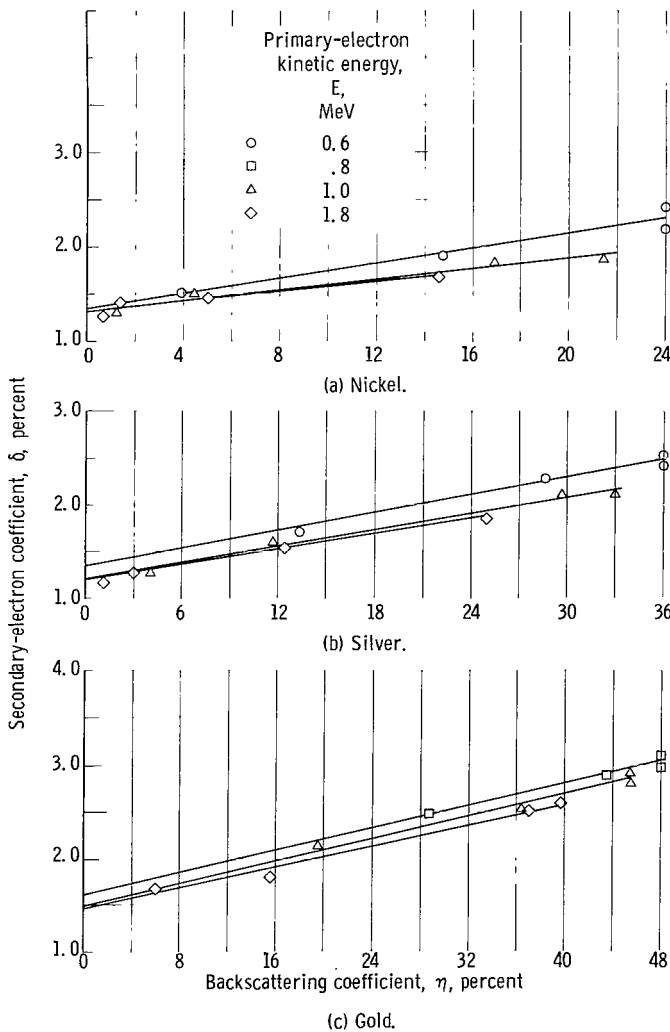 Primary-electron
kinetic energy,
E,
MeV
0.6
.8
1.0
1.8
3.0
2.0
1.0
0 4 8 12 16 20 24
(a) Nickel.
Secondary-electron coefficient, δ, percent
3.0
2.0
1.0
0 6 12 18 24 30 36
(b) Silver.
4.0
3.0
2.0
1.0
0 8 16 24 32 40 48
Backscattering coefficient, η, percent
(c) Gold.